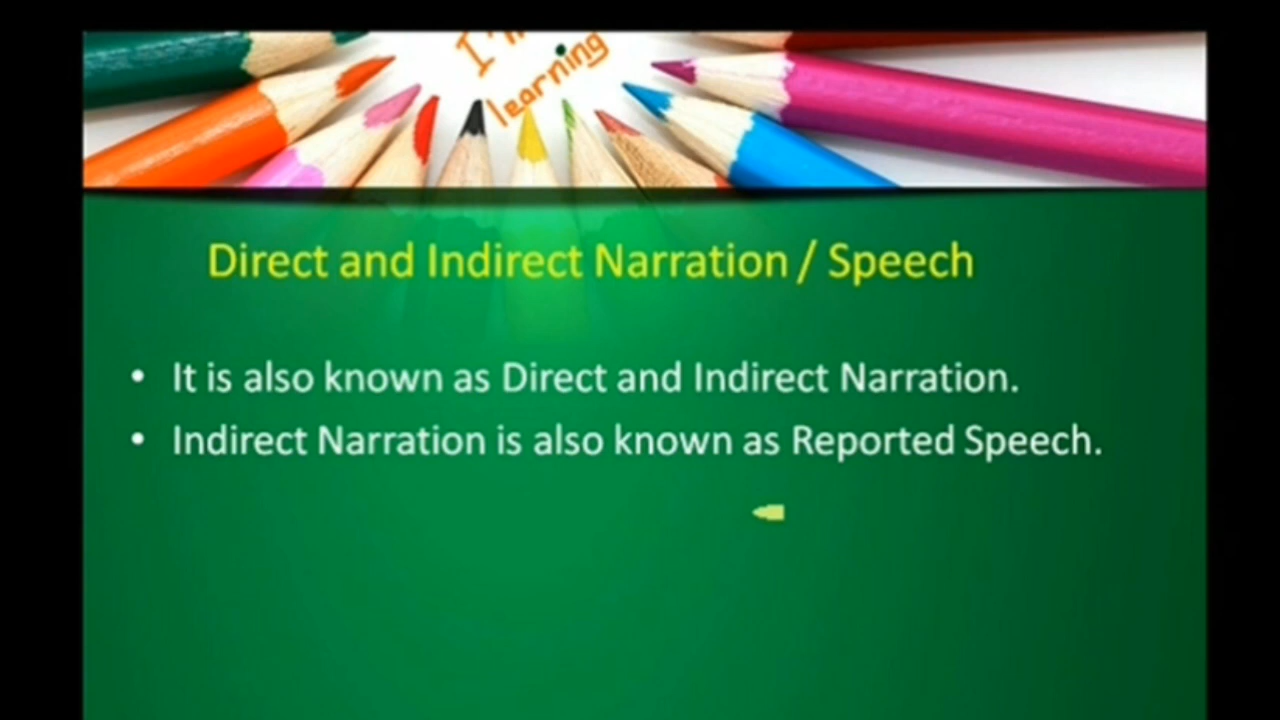 I'm
learning
Direct and Indirect Narration / Speech
• It is also known as Direct and Indirect Narration.
• Indirect Narration is also known as Reported Speech.